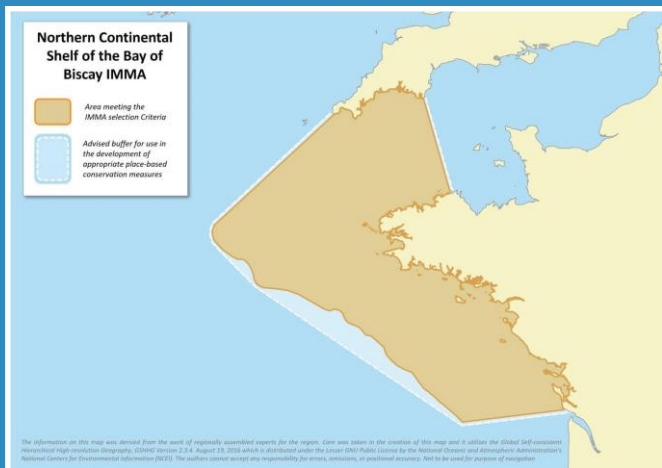 Northern Continental
Shelf of the Bay of
Biscay IMMA
Area meeting the
IMMA selection Criteria
Advised buffer for use in
the development of
appropriate place-based
conservation measures
The information on this map was derived from the work of regionally assembled experts for the region. Care was taken in the creation of this map and it utilises the Global Self-consistent
Hierarchical High-resolution Geography, GSHHG Version 2.3.4. August 19, 2016 which is distributed under the Lesser GNU Public License by the National Oceanic and Atmospheric Administration's
National Centers for Environmental Information (NCEI). The authors cannot accept any responsibility for errors, omissions, or positional accuracy. Not to be used for purpose of navigation